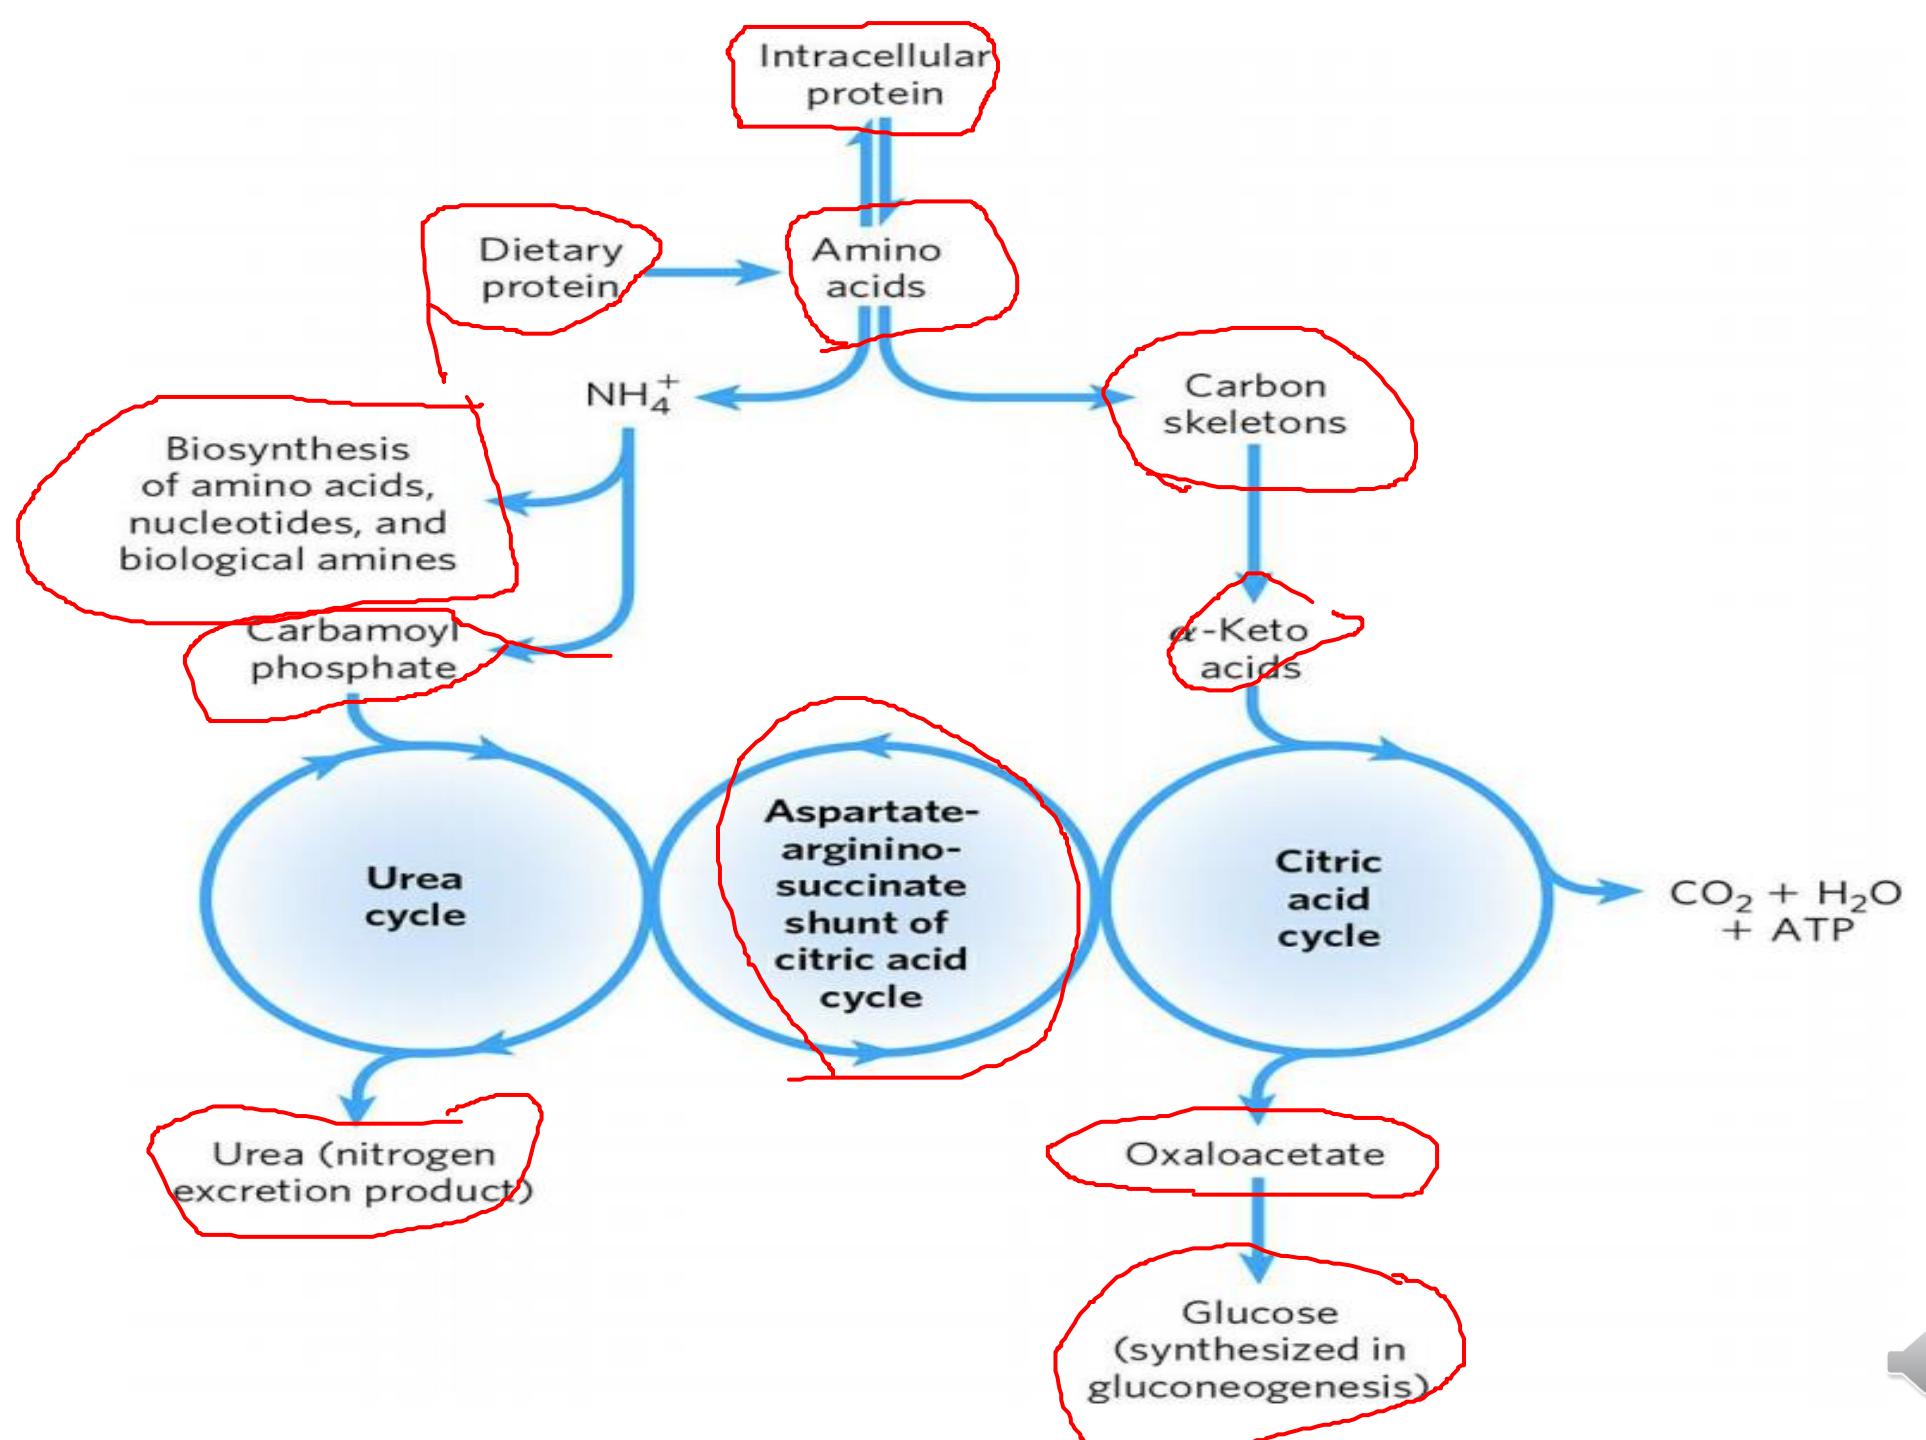 Intracellular
protein
Dietary
protein
Amino
acids
NH₄⁺
Carbon
skeletons
Biosynthesis
of amino acids,
nucleotides, and
biological amines
Carbamoyl
phosphate
α-Keto
acids
Urea
cycle
Aspartate-
arginino-
succinate
shunt of
citric acid
cycle
Citric
acid
cycle
CO₂ + H₂O
+ ATP
Urea (nitrogen
excretion product)
Oxaloacetate
Glucose
(synthesized in
gluconeogenesis)